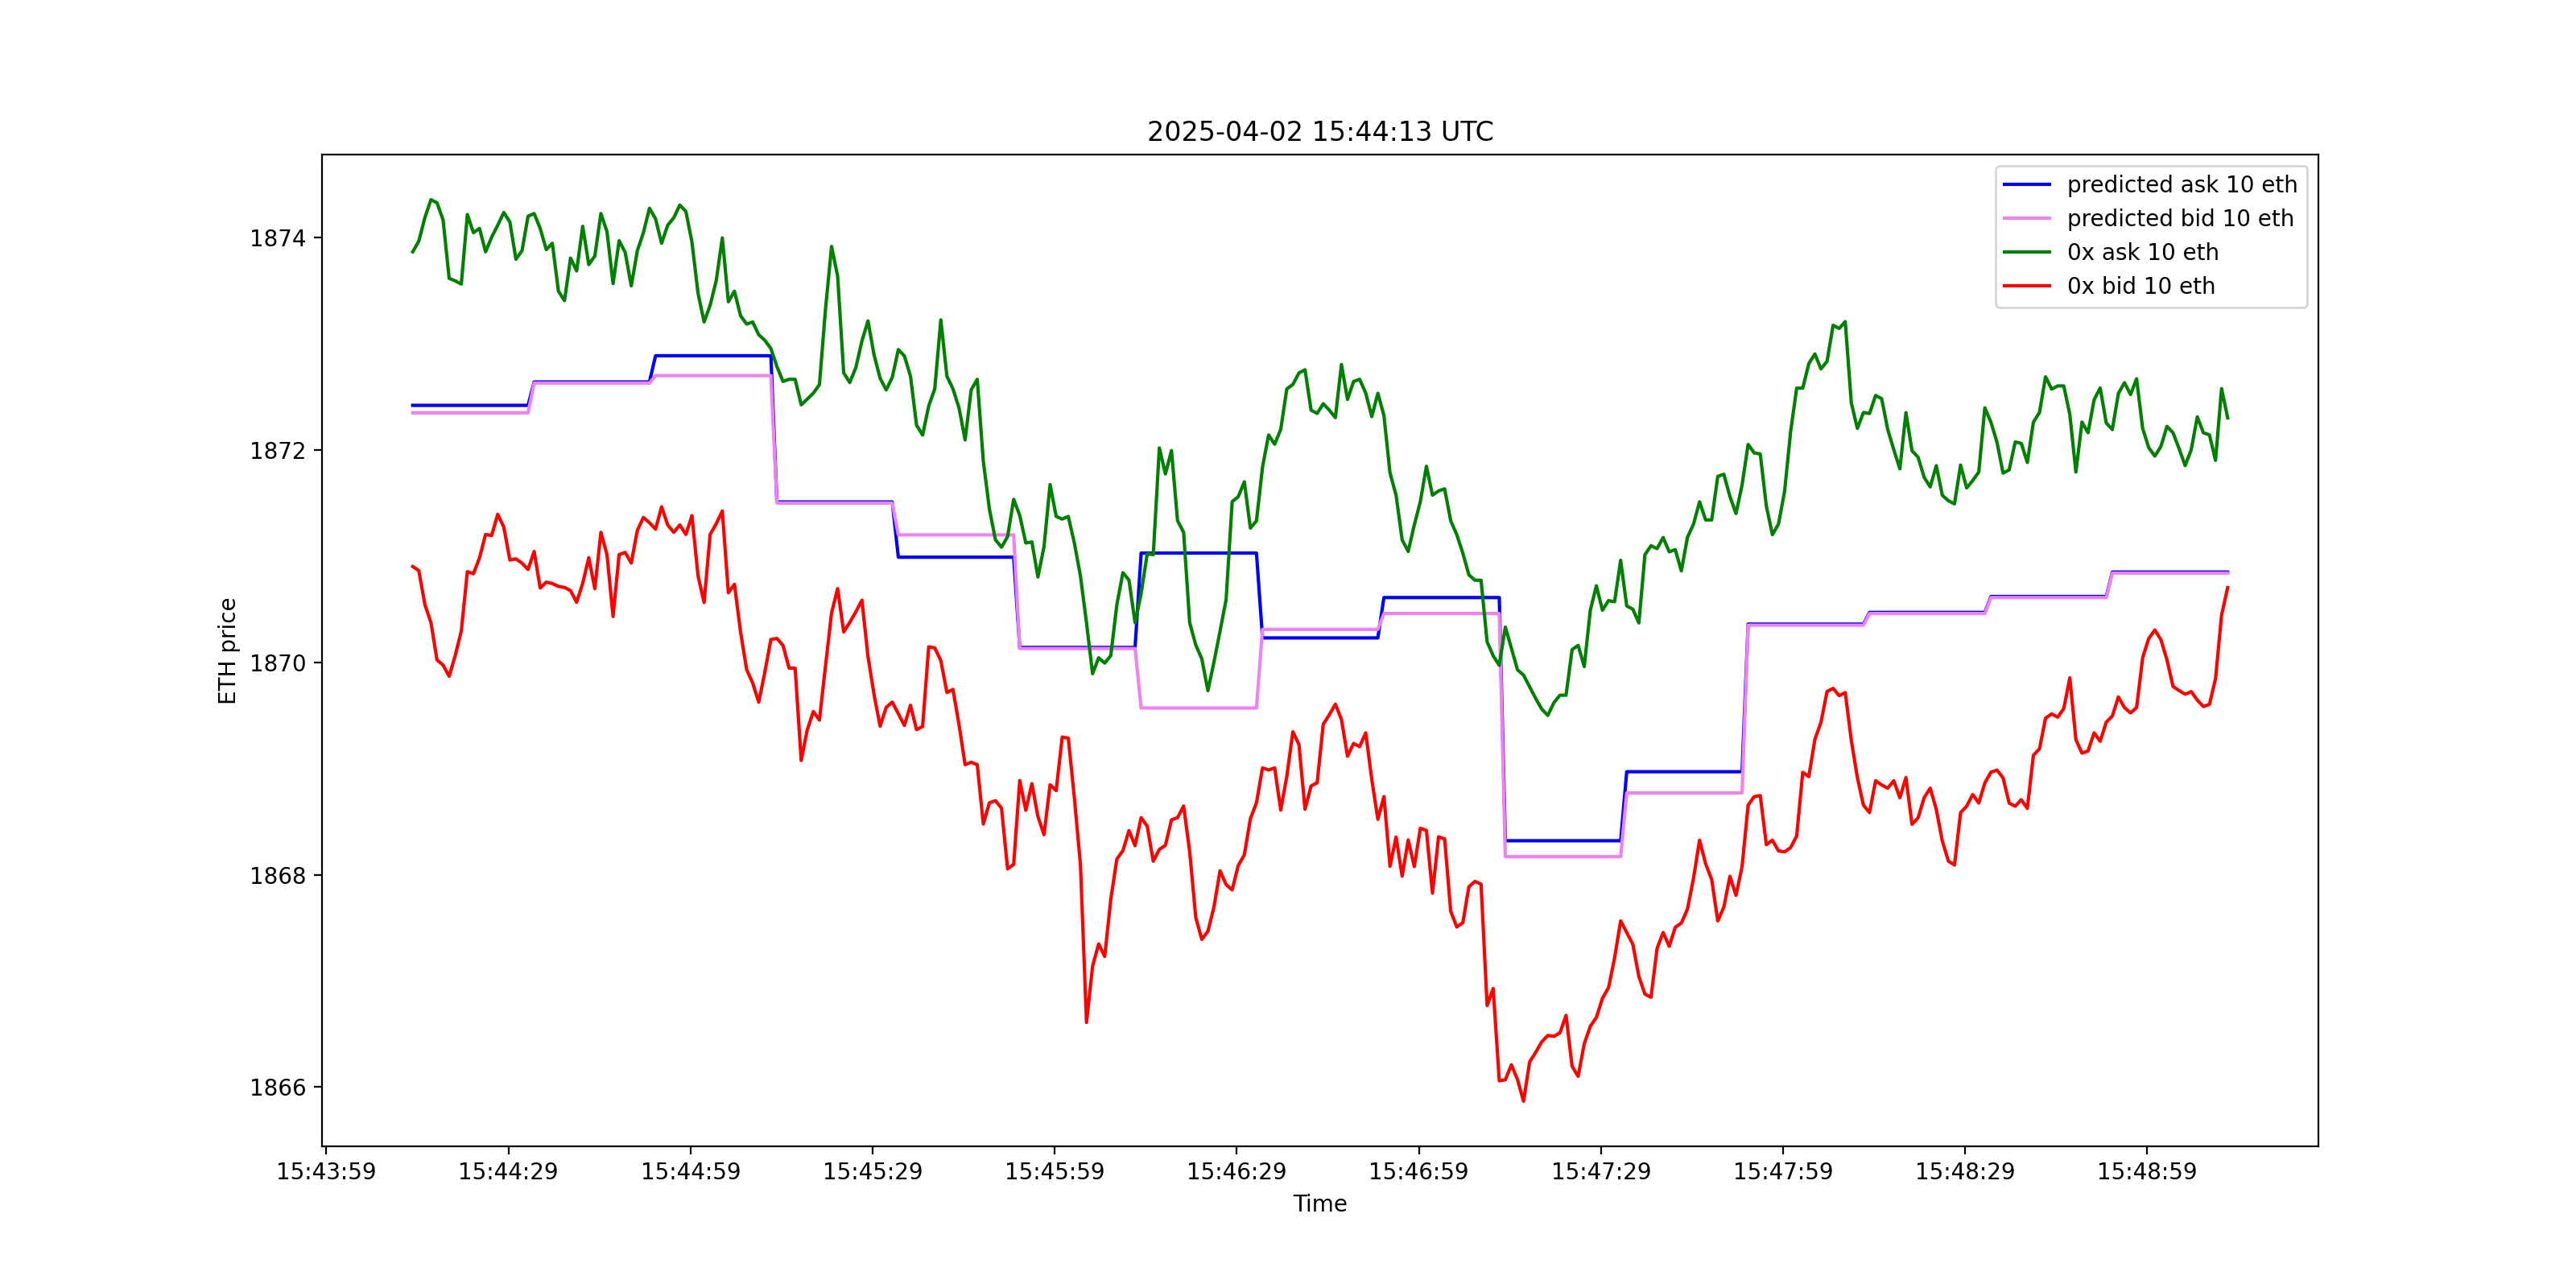 2025-04-02 15:44:13 UTC
predicted ask 10 eth
predicted bid 10 eth
0x ask 10 eth
0x bid 10 eth
ETH price
1874
1872
1870
1868
1866
15:43:59 15:44:29 15:44:59 15:45:29 15:45:59 15:46:29 15:46:59 15:47:29 15:47:59 15:48:29 15:48:59
Time